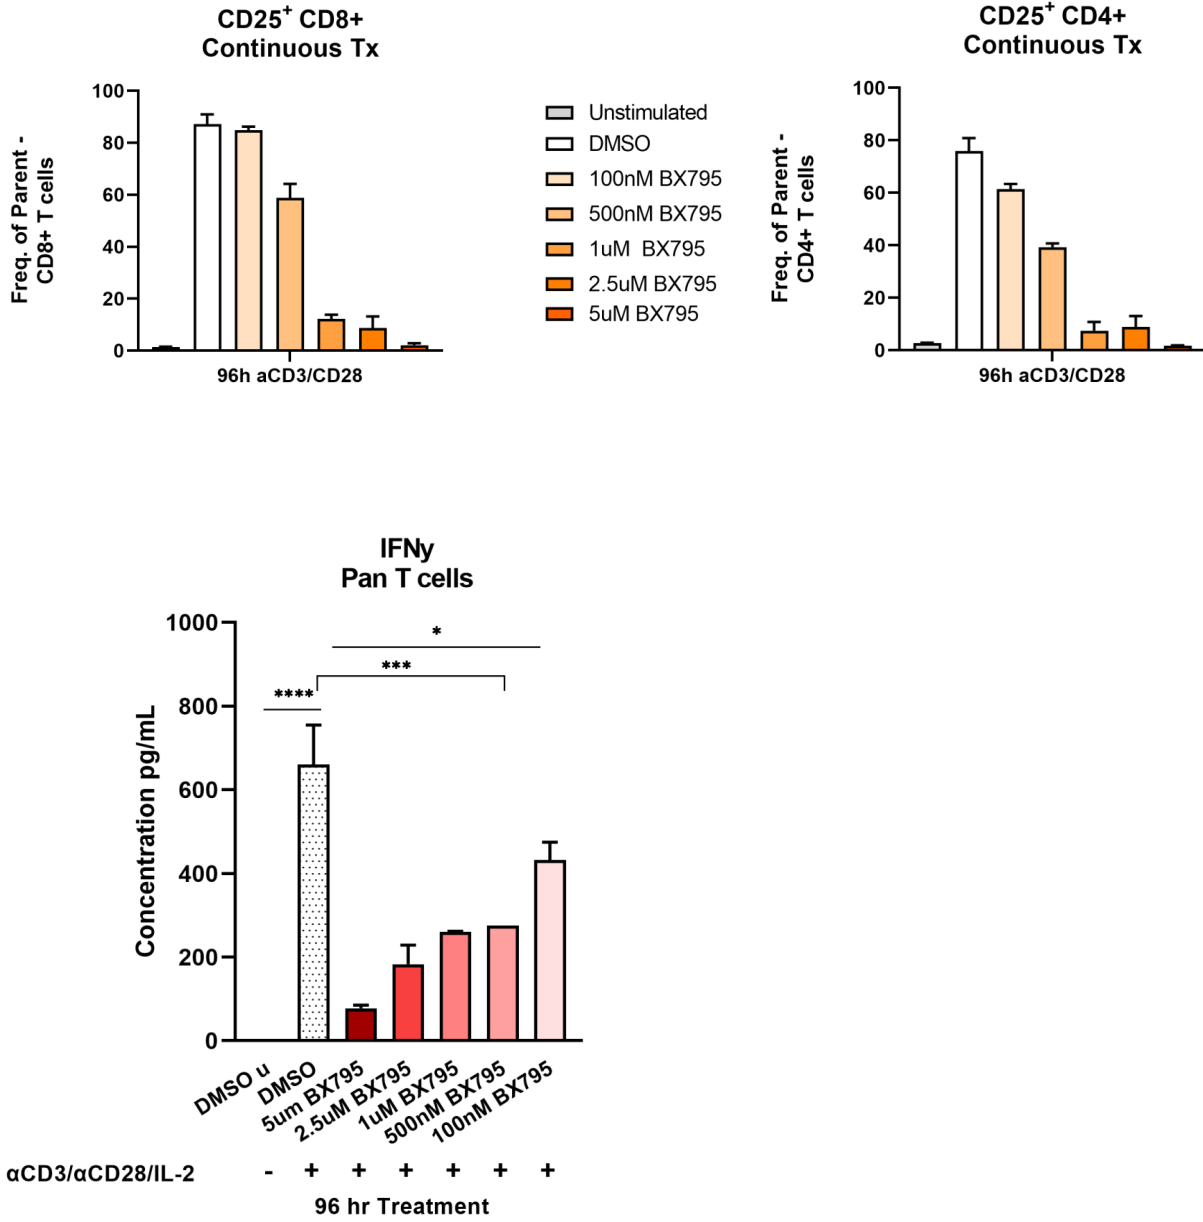 CD25⁺ CD8+
Continuous Tx
Freq. of Parent -
CD8+ T cells
100
80
60
40
20
0
96h aCD3/CD28
Unstimulated
DMSO
100nM BX795
500nM BX795
1uM BX795
2.5uM BX795
5uM BX795
CD25⁺ CD4+
Continuous Tx
Freq. of Parent -
CD4+ T cells
100
80
60
40
20
0
96h aCD3/CD28
IFNy
Pan T cells
Concentration pg/mL
1000
800
600
400
200
0
*
***
****
DMSO u
DMSO
5um BX795
2.5uM BX795
1uM BX795
500nM BX795
100nM BX795
αCD3/αCD28/IL-2 - + + + + + +
96 hr Treatment